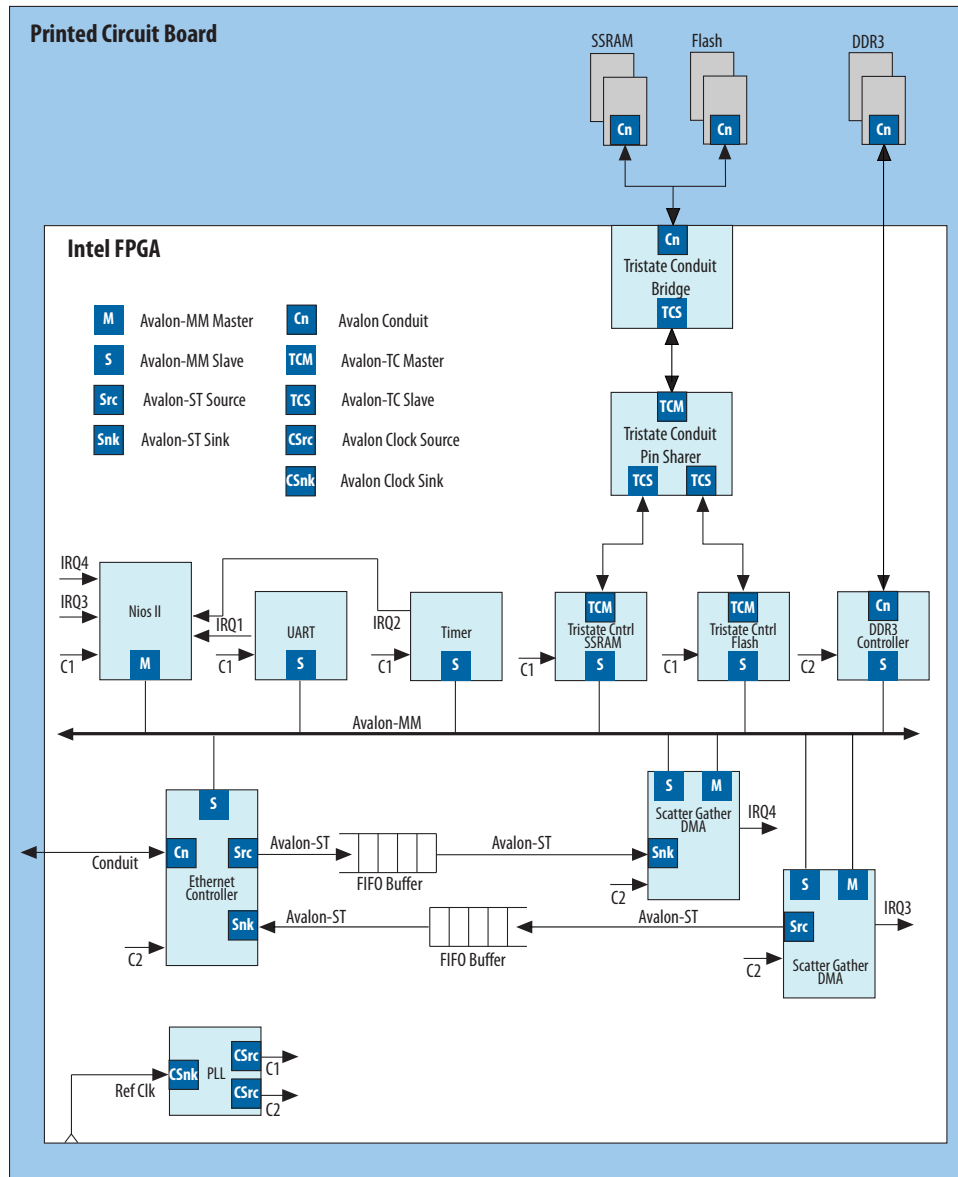 Printed Circuit Board
SSRAM
Flash
DDR3
Cn
Cn
Cn
Intel FPGA
Cn
Tristate Conduit
Bridge
TCS
M
Avalon-MM Master
Cn
Avalon Conduit
S
Avalon-MM Slave
TCM
Avalon-TC Master
Src
Avalon-ST Source
TCS
Avalon-TC Slave
Snk
Avalon-ST Sink
CSrc
Avalon Clock Source
CSnk
Avalon Clock Sink
TCM
Tristate Conduit
Pin Sharer
TCS
TCS
IRQ4
IRQ3
Nios II
C1
M
IRQ1
UART
C1
S
IRQ2
Timer
C1
S
TCM
Tristate Cntrl
SSRAM
C1
S
TCM
Tristate Cntrl
Flash
C1
S
Cn
DDR3
Controller
C2
S
Avalon-MM
S
Cn
Src
Conduit
Ethernet
Controller
Snk
C2
Avalon-ST
FIFO Buffer
Avalon-ST
S
M
Scatter Gather
DMA
IRQ4
Snk
C2
Avalon-ST
FIFO Buffer
Avalon-ST
S
M
Src
IRQ3
C2
Scatter Gather
DMA
CSrc
C1
CSnk
PLL
Ref Clk
CSrc
C2